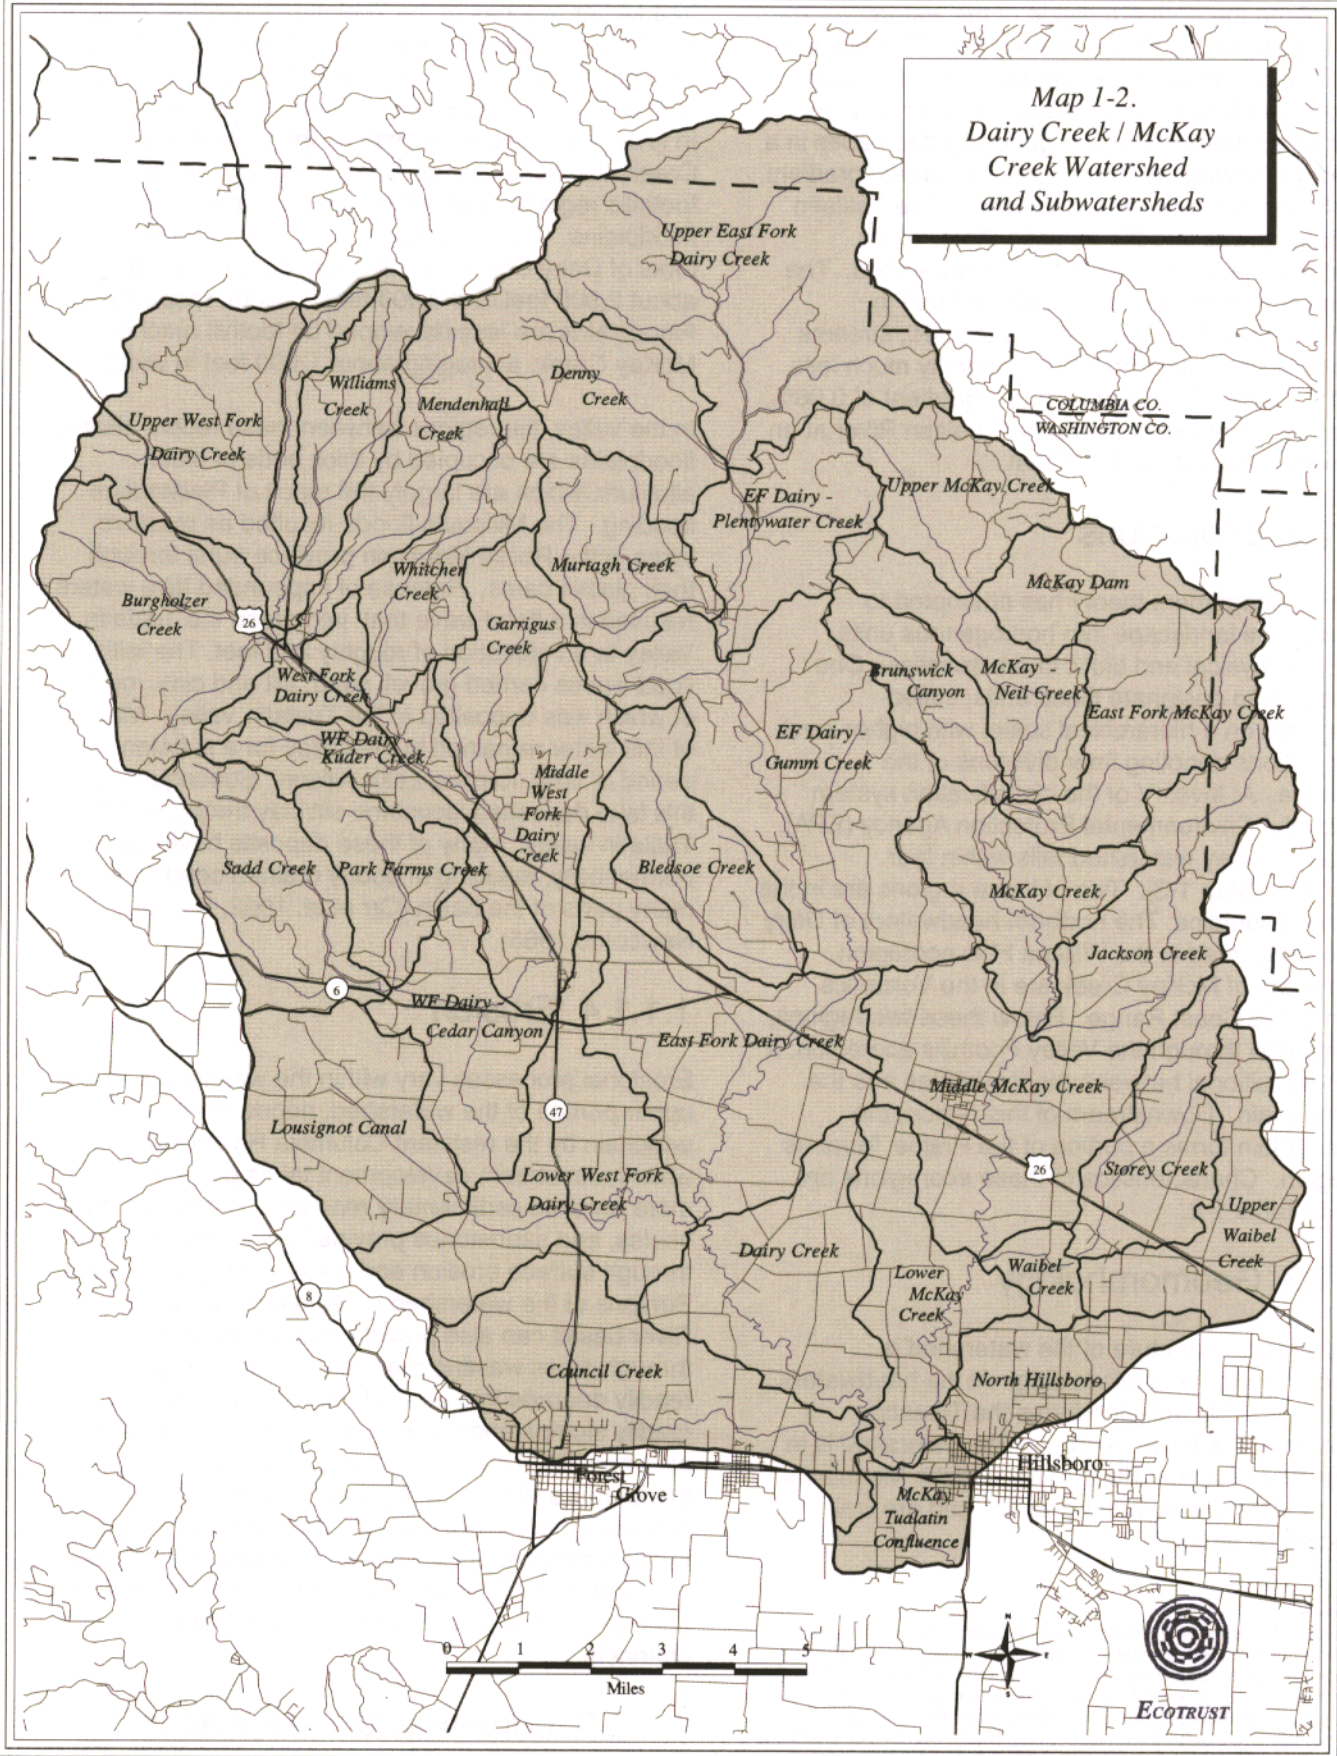 Map 1-2.
Dairy Creek / McKay
Creek Watershed
and Subwatersheds
Upper East Fork
Dairy Creek
Denny
Creek
Williams
Creek
Mendenhall
Creek
Upper West Fork
Dairy Creek
COLUMBIA CO.
WASHINGTON CO.
Upper McKay Creek
EF Dairy -
Plentywater Creek
Murtagh Creek
Whitcher
Creek
McKay Dam
Burgholzer
Creek
26
Garrigus
Creek
West Fork
Dairy Creek
Brunswick
Canyon
McKay -
Neil Creek
East Fork McKay Creek
WF Dairy -
Kuder Creek
EF Dairy -
Gumm Creek
Middle
West
Fork
Dairy
Creek
Sadd Creek
Park Farms Creek
Bledsoe Creek
McKay Creek
Jackson Creek
6
WF Dairy -
Cedar Canyon
East Fork Dairy Creek
Middle McKay Creek
47
Lousignot Canal
26
Storey Creek
Lower West Fork
Dairy Creek
Upper
Waibel
Creek
Dairy Creek
Waibel
Creek
Lower
McKay
Creek
8
Council Creek
North Hillsboro
Forest
Grove
Hillsboro
McKay -
Tualatin
Confluence
0 1 2 3 4 5
Miles
N
W E
S
ECOTRUST